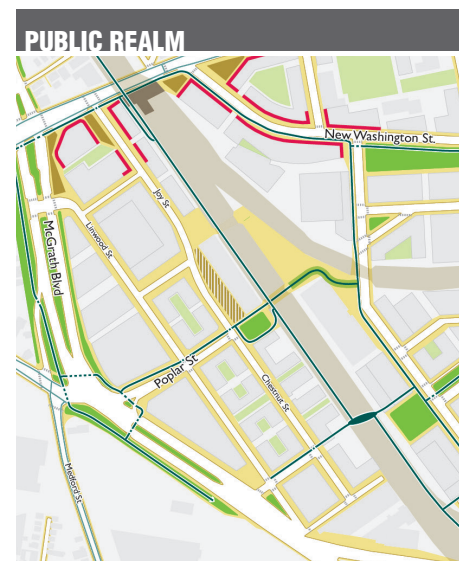 PUBLIC REALM
New Washington St.
Joy St
Linwood St
McGrath Blvd
Poplar St
Chestnut St
Medford St